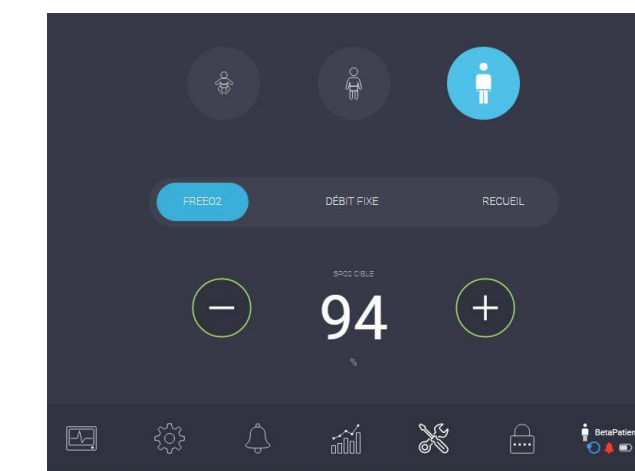 FREEO2
DÉBIT FIXE
RECUEIL
SPO2 CIBLE
94
%
BetaPatien